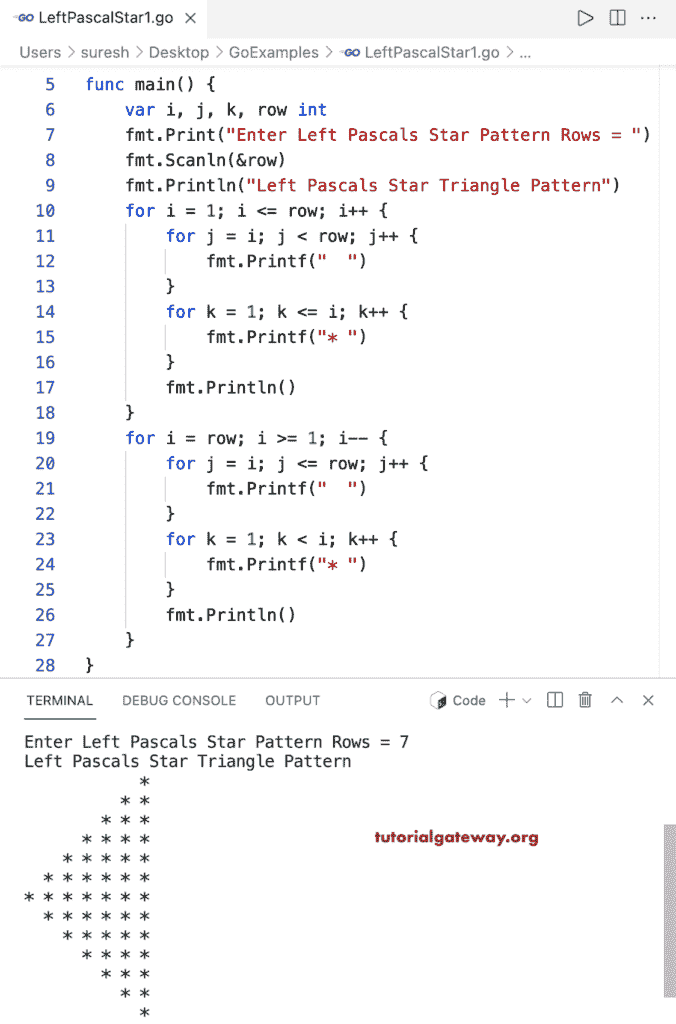 GO LeftPascalStar1.go ×
Users > suresh > Desktop > GoExamples > GO LeftPascalStar1.go > ...
5 func main() {
6     var i, j, k, row int
7     fmt.Print("Enter Left Pascals Star Pattern Rows = ")
8     fmt.Scanln(&row)
9     fmt.Println("Left Pascals Star Triangle Pattern")
10     for i = 1; i <= row; i++ {
11         for j = i; j < row; j++ {
12             fmt.Printf("  ")
13         }
14         for k = 1; k <= i; k++ {
15             fmt.Printf("* ")
16         }
17         fmt.Println()
18     }
19     for i = row; i >= 1; i-- {
20         for j = i; j <= row; j++ {
21             fmt.Printf("  ")
22         }
23         for k = 1; k < i; k++ {
24             fmt.Printf("* ")
25         }
26         fmt.Println()
27     }
28 }
TERMINAL DEBUG CONSOLE OUTPUT Code
Enter Left Pascals Star Pattern Rows = 7
Left Pascals Star Triangle Pattern
            *
          * *
        * * *
      * * * * tutorialgateway.org
    * * * * *
  * * * * * *
* * * * * * *
  * * * * * *
    * * * * *
      * * * *
        * * *
          * *
            *